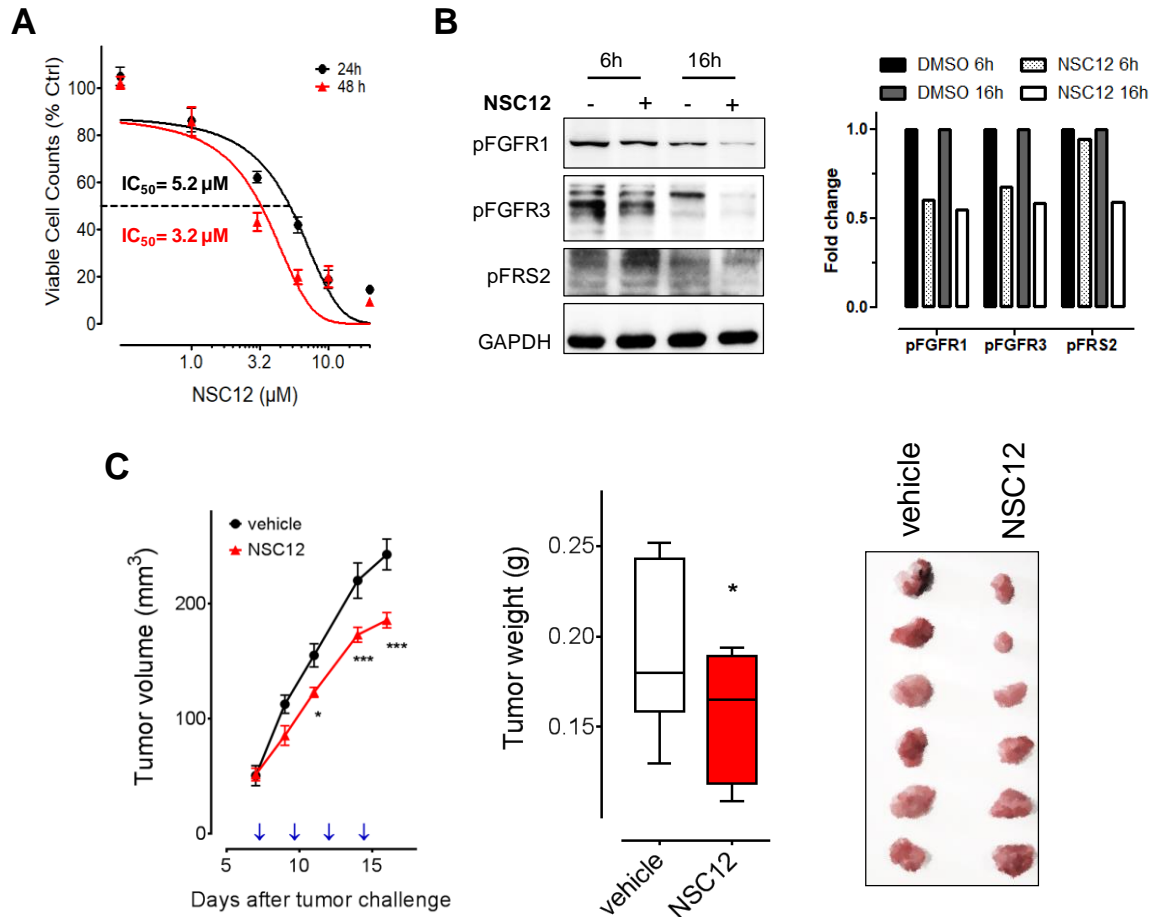 A
Viable Cell Counts (% Ctrl)
100
80
60
40
20
0
24h
48 h
IC50= 5.2 µM
IC50= 3.2 µM
1.0
3.2
10.0
NSC12 (µM)
B
6h
16h
NSC12
-
+
-
+
pFGFR1
pFGFR3
pFRS2
GAPDH
DMSO 6h
NSC12 6h
DMSO 16h
NSC12 16h
Fold change
1.0
0.5
0.0
pFGFR1
pFGFR3
pFRS2
C
Tumor volume (mm³)
vehicle
NSC12
200
100
0
*
***
***
↓ ↓ ↓ ↓
5
10
15
Days after tumor challenge
Tumor weight (g)
0.25
0.20
0.15
*
vehicle
NSC12
vehicle
NSC12